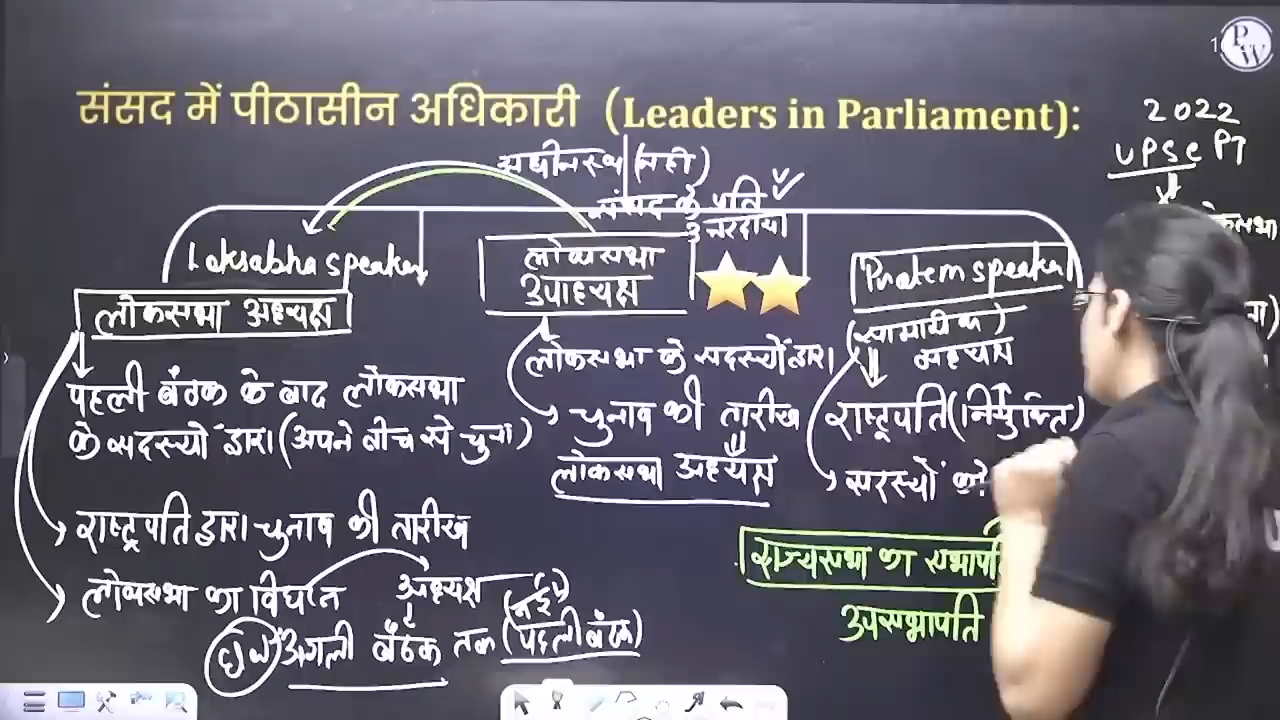 PW
संसद में पीठासीन अधिकारी (Leaders in Parliament):
2022
UPSC PT
अधीनस्थ (नहीं)
संसद के प्रति
उत्तरदायी
Loksabha speaker
लोकसभा अध्यक्ष
पहली बैठक के बाद लोकसभा
के सदस्यों द्वारा (अपने बीच से चुना)
राष्ट्रपति द्वारा चुनाव की तारीख
लोकसभा का विघटन अध्यक्ष
अगली बैठक तक (पहली बैठक)
लोकसभा
उपाध्यक्ष
लोकसभा के सदस्यों द्वारा
चुनाव की तारीख
लोकसभा अध्यक्ष
Protem speaker
(सामायिक)
अध्यक्ष
राष्ट्रपति (नियुक्ति)
सदस्यों को
राज्यसभा का सभापति
उपसभापति